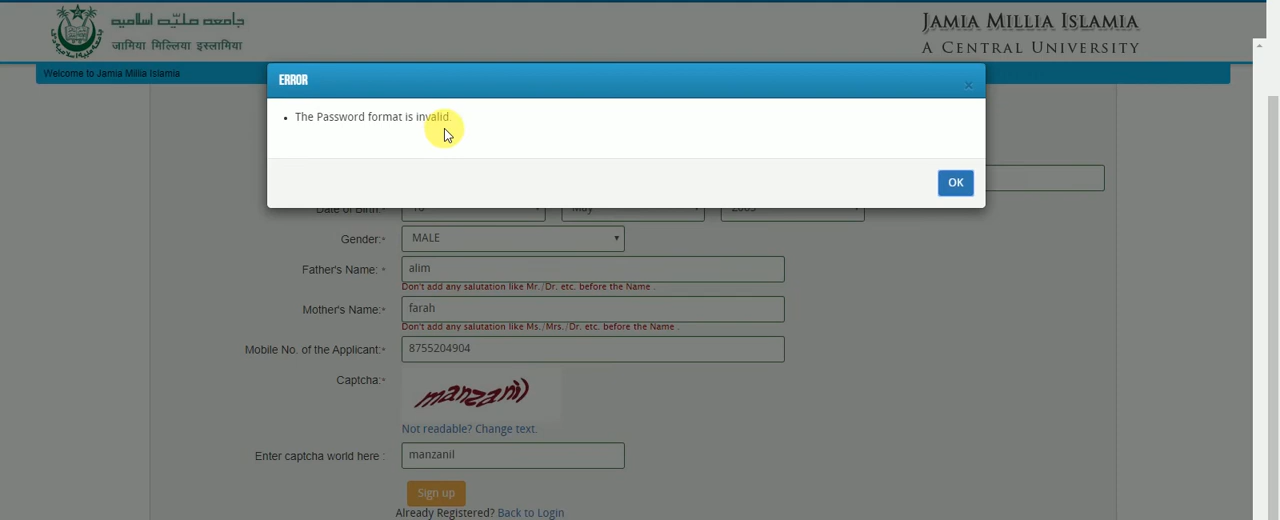 جامعہ ملیّہ اسلامیہ
जामिया मिल्लिया इस्लामिया
JAMIA MILLIA ISLAMIA
A CENTRAL UNIVERSITY
Welcome to Jamia Millia Islamia
ERROR
×
The Password format is invalid.
OK
Date of Birth:* 10 May
Gender:* MALE
Father's Name: * alim
Don't add any salutation like Mr./Dr. etc. before the Name .
Mother's Name:* farah
Don't add any salutation like Ms./Mrs./Dr. etc. before the Name .
Mobile No. of the Applicant:* 8755204904
Captcha:* manzanil
Not readable? Change text.
Enter captcha world here : manzanil
Sign up
Already Registered? Back to Login